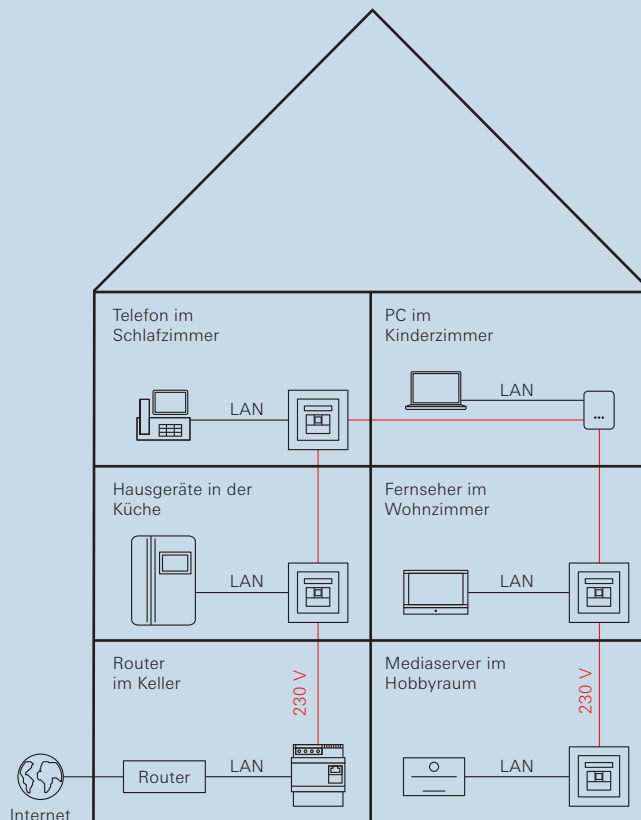 Telefon im
Schlafzimmer
LAN
PC im
Kinderzimmer
LAN
Hausgeräte in der
Küche
LAN
Fernseher im
Wohnzimmer
LAN
Router
im Keller
230 V
Router
LAN
Internet
Mediaserver im
Hobbyraum
230 V
LAN